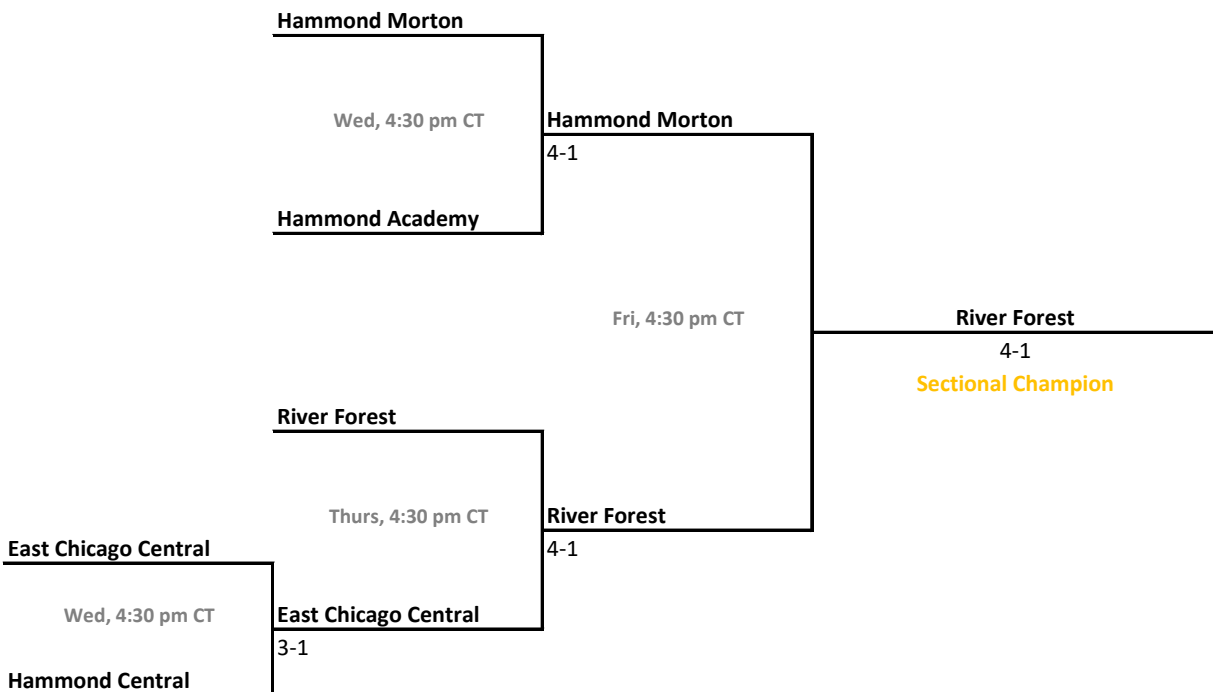 Hammond Morton
Wed, 4:30 pm CT
Hammond Morton
4-1
Hammond Academy
Fri, 4:30 pm CT
River Forest
4-1
Sectional Champion
River Forest
Thurs, 4:30 pm CT
River Forest
4-1
East Chicago Central
Wed, 4:30 pm CT
East Chicago Central
3-1
Hammond Central